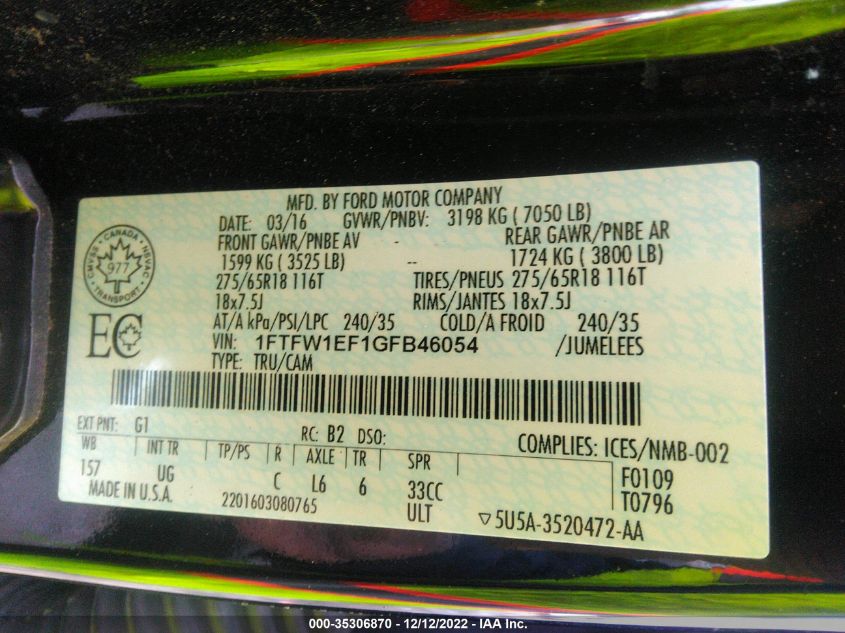 MFD. BY FORD MOTOR COMPANY
DATE: 03/16 GVWR/PNBV: 3198 KG ( 7050 LB)
FRONT GAWR/PNBE AV - REAR GAWR/PNBE AR
1599 KG ( 3525 LB) -- 1724 KG ( 3800 LB)
275/65R18 116T TIRES/PNEUS 275/65R18 116T
18x7.5J RIMS/JANTES 18x7.5J
AT/A kPa/PSI/LPC 240/35 COLD/A FROID 240/35
VIN: 1FTFW1EF1GFB46054 /JUMELEES
TYPE: TRU/CAM
CANADA
CMVSS NSVAC
977
TRANSPORT
EC
EXT PNT: G1 RC: B2 DSO: COMPLIES: ICES/NMB-002
WB INT TR TP/PS R AXLE TR SPR F0109
157 UG C L6 6 33CC T0796
MADE IN U.S.A. 2201603080765 ULT ▽5U5A-3520472-AA
000-35306870 - 12/12/2022 - IAA Inc.